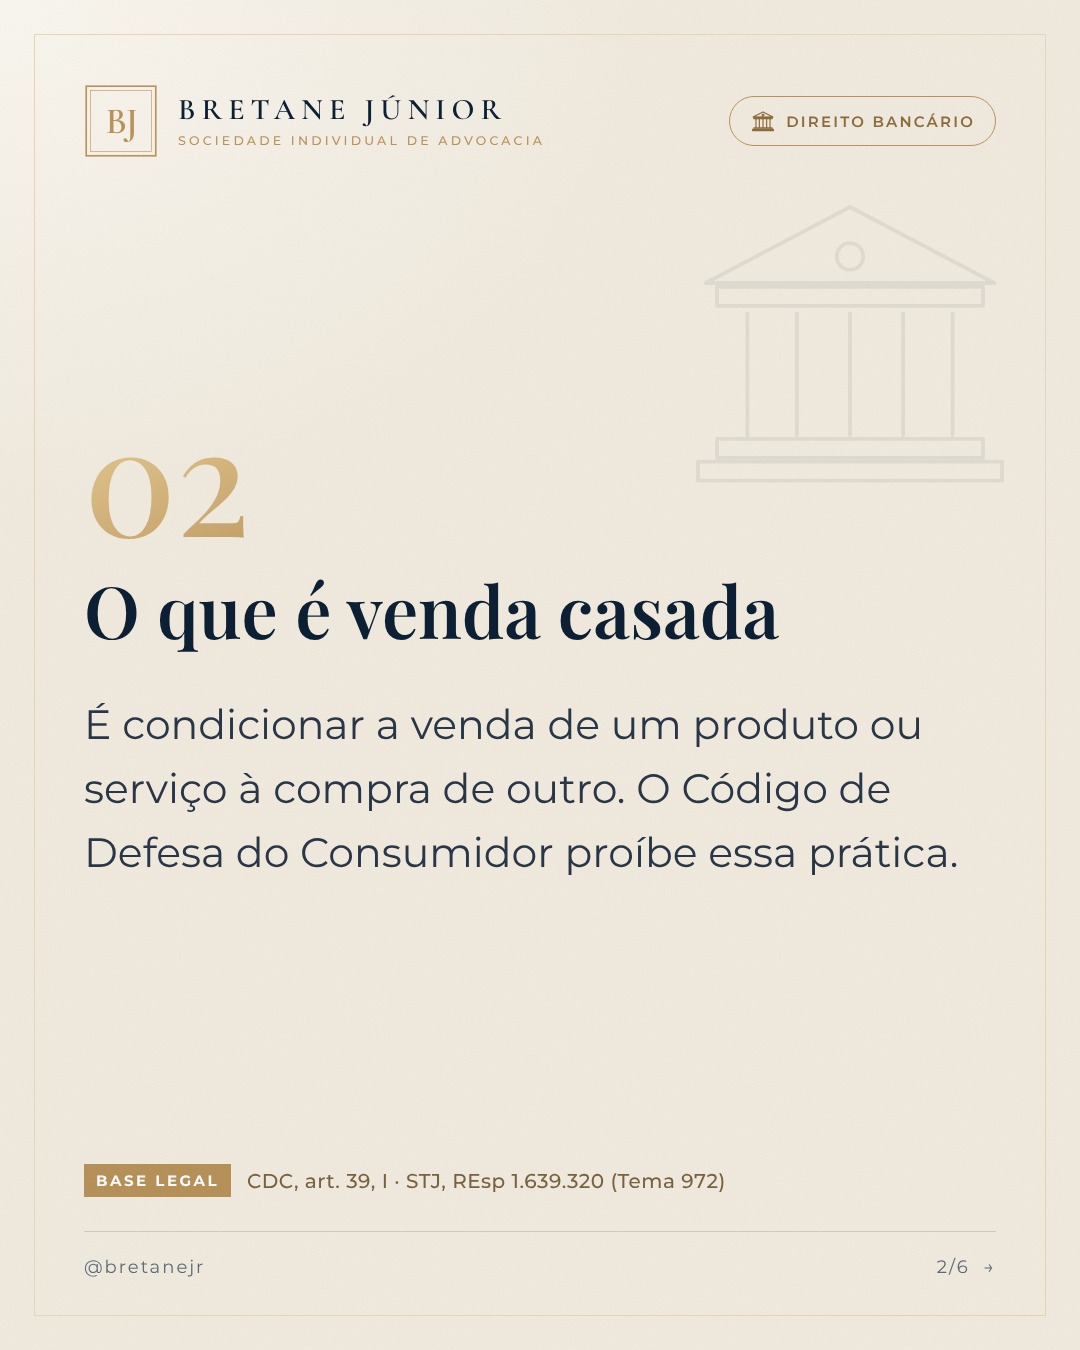 BJ
BRETANE JÚNIOR
SOCIEDADE INDIVIDUAL DE ADVOCACIA
DIREITO BANCÁRIO
02
O que é venda casada
É condicionar a venda de um produto ou
serviço à compra de outro. O Código de
Defesa do Consumidor proíbe essa prática.
BASE LEGAL CDC, art. 39, I · STJ, REsp 1.639.320 (Tema 972)
@bretanejr
2/6 →